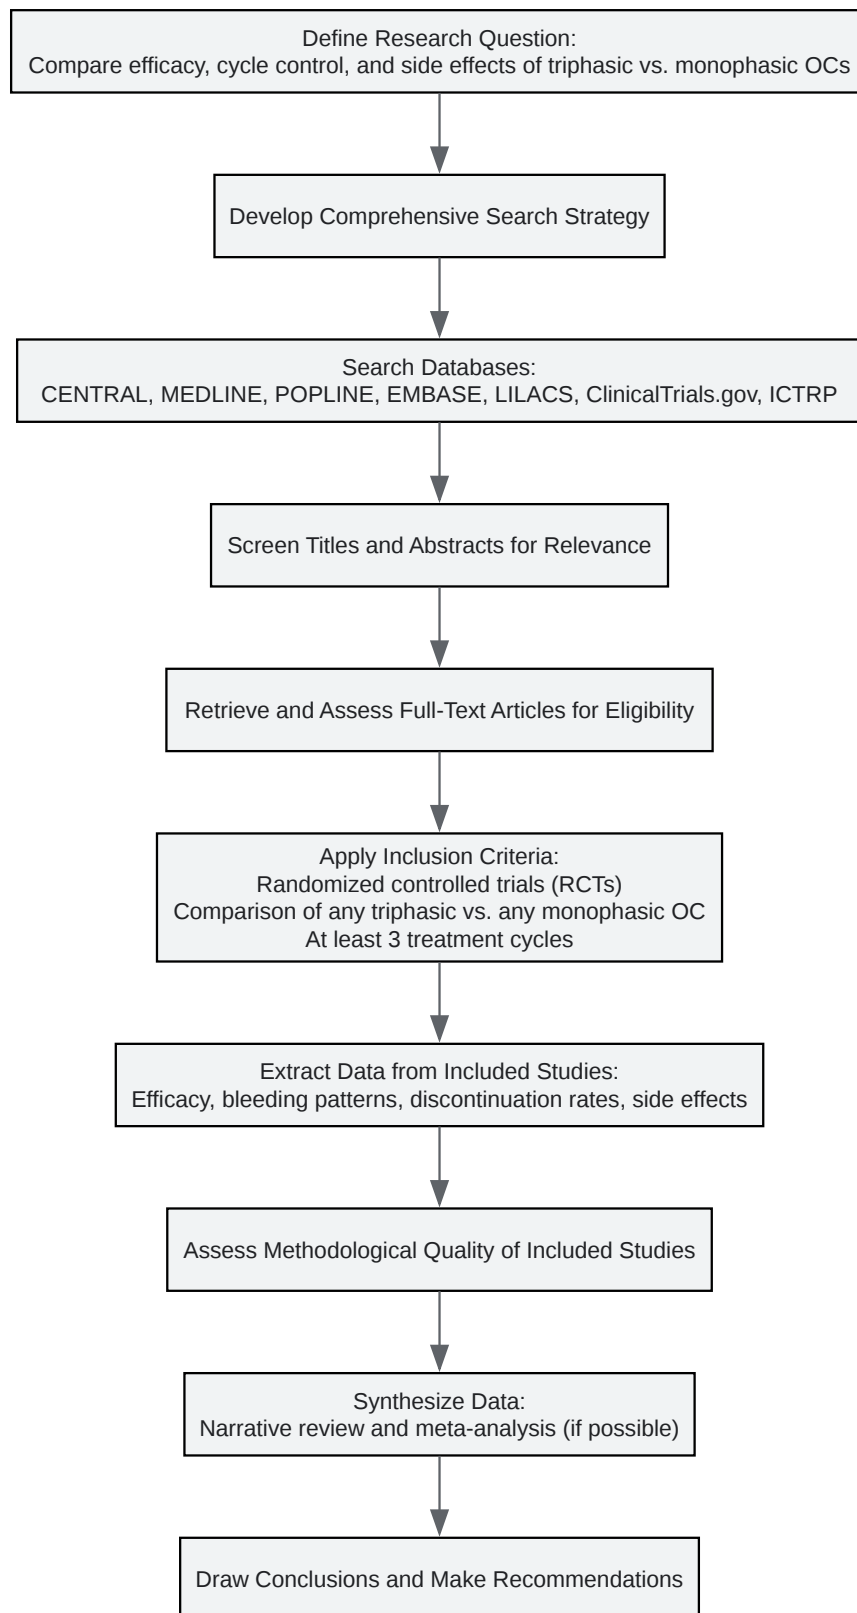 Define Research Question:
Compare efficacy, cycle control, and side effects of triphasic vs. monophasic OCs
Develop Comprehensive Search Strategy
Search Databases:
CENTRAL, MEDLINE, POPLINE, EMBASE, LILACS, ClinicalTrials.gov, ICTRP
Screen Titles and Abstracts for Relevance
Retrieve and Assess Full-Text Articles for Eligibility
Apply Inclusion Criteria:
Randomized controlled trials (RCTs)
Comparison of any triphasic vs. any monophasic OC
At least 3 treatment cycles
Extract Data from Included Studies:
Efficacy, bleeding patterns, discontinuation rates, side effects
Assess Methodological Quality of Included Studies
Synthesize Data:
Narrative review and meta-analysis (if possible)
Draw Conclusions and Make Recommendations